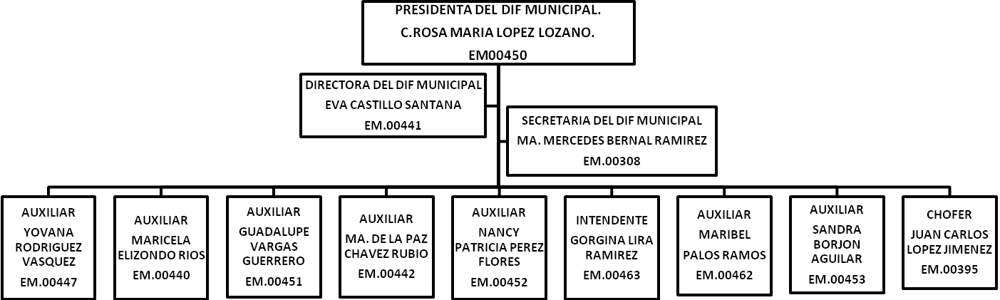 PRESIDENTA DEL DIF MUNICIPAL.
C.ROSA MARIA LOPEZ LOZANO.
EM00450
DIRECTORA DEL DIF MUNICIPAL
EVA CASTILLO SANTANA
EM.00441
SECRETARIA DEL DIF MUNICIPAL
MA. MERCEDES BERNAL RAMIREZ
EM.00308
AUXILIAR
YOVANA
RODRIGUEZ
VASQUEZ
EM.00447
AUXILIAR
MARICELA
ELIZONDO RIOS
EM.00440
AUXILIAR
GUADALUPE
VARGAS
GUERRERO
EM.00451
AUXILIAR
MA. DE LA PAZ
CHAVEZ RUBIO
EM.00442
AUXILIAR
NANCY
PATRICIA PEREZ
FLORES
EM.00452
INTENDENTE
GORGINA LIRA
RAMIREZ
EM.00463
AUXILIAR
MARIBEL
PALOS RAMOS
EM.00462
AUXILIAR
SANDRA
BORJON
AGUILAR
EM.00453
CHOFER
JUAN CARLOS
LOPEZ JIMENEZ
EM.00395